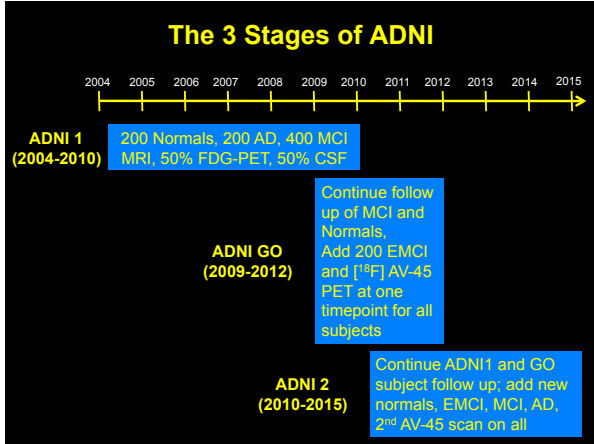 The 3 Stages of ADNI
2004 2005 2006 2007 2008 2009 2010 2011 2012 2013 2014 2015
ADNI 1
(2004-2010)
200 Normals, 200 AD, 400 MCI
MRI, 50% FDG-PET, 50% CSF
ADNI GO
(2009-2012)
Continue follow
up of MCI and
Normals,
Add 200 EMCI
and [¹⁸F] AV-45
PET at one
timepoint for all
subjects
ADNI 2
(2010-2015)
Continue ADNI1 and GO
subject follow up; add new
normals, EMCI, MCI, AD,
2ⁿᵈ AV-45 scan on all